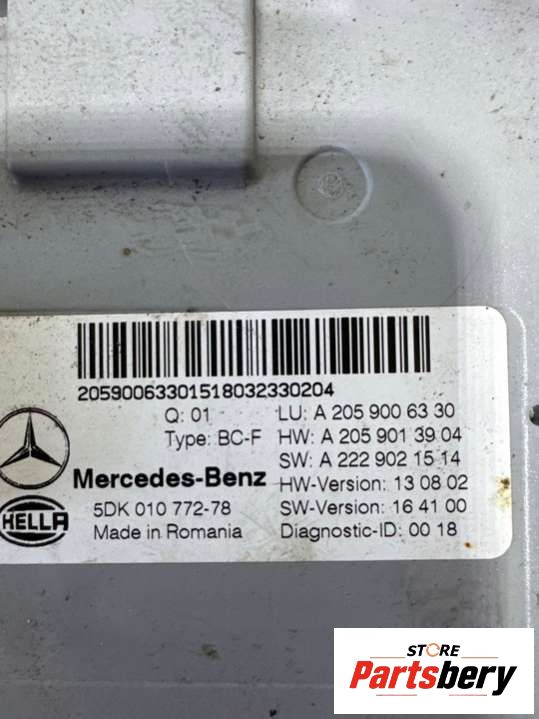 20590063301518032330204
Q: 01
LU: A 205 900 63 30
Type: BC-F
HW: A 205 901 39 04
SW: A 222 902 15 14
Mercedes-Benz
HW-Version: 13 08 02
HELLA
5DK 010 772-78
SW-Version: 16 41 00
Made in Romania
Diagnostic-ID: 00 18
STORE
Partsbery